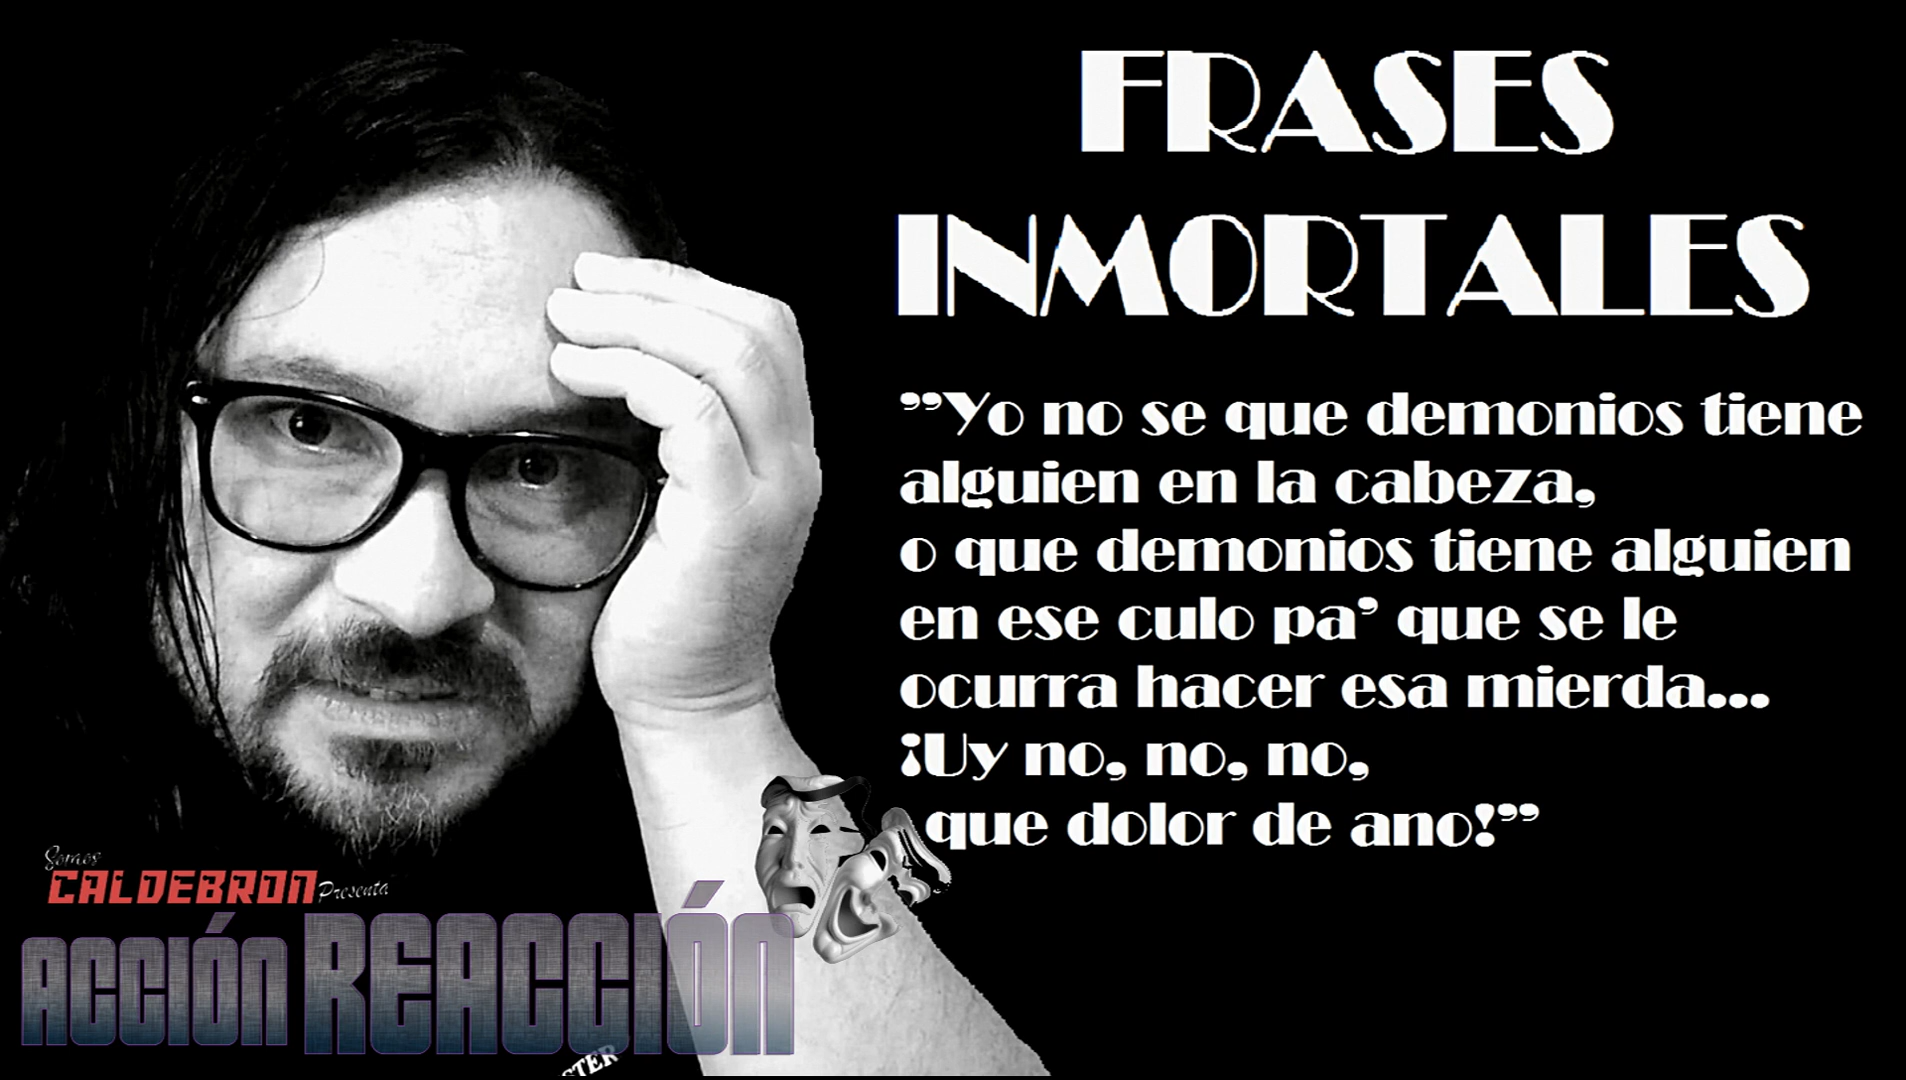 FRASES
INMORTALES
”Yo no se que demonios tiene
alguien en la cabeza,
o que demonios tiene alguien
en ese culo pa’ que se le
ocurra hacer esa mierda...
¡Uy no, no, no,
que dolor de ano!”
Somos
CALDEBRON Presenta
ACCIÓN REACCIÓN